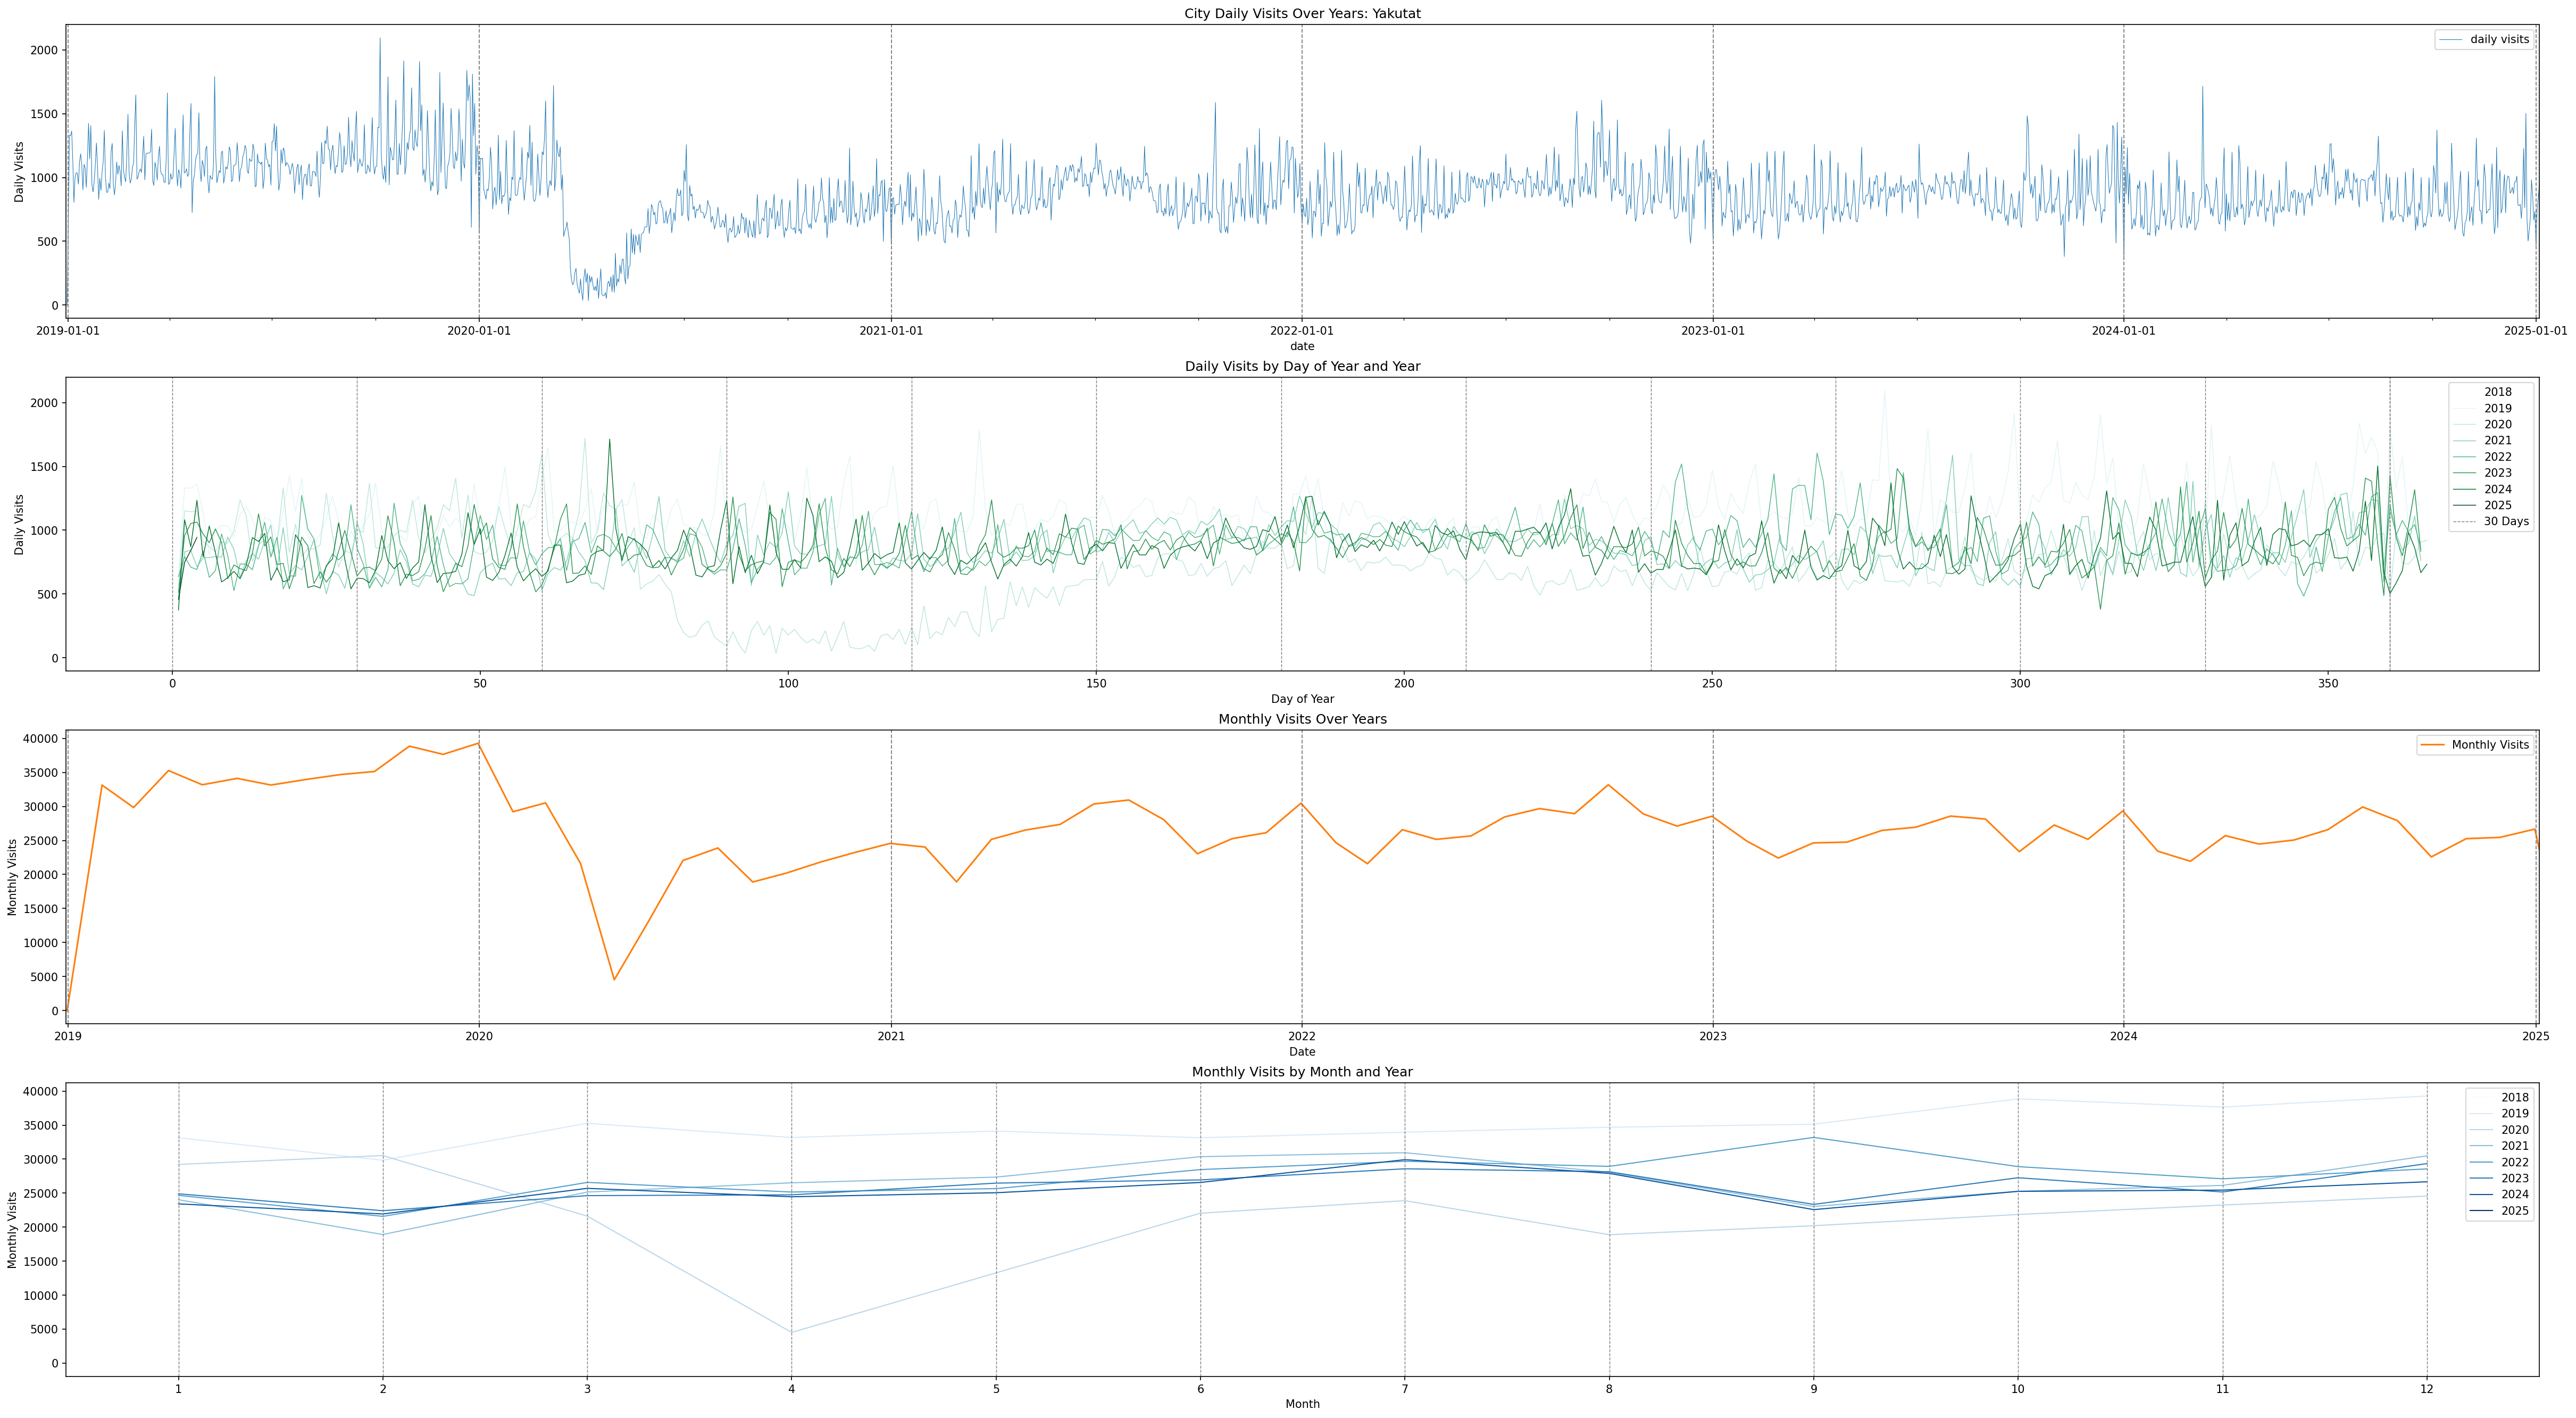 City Daily Visits Over Years: Yakutat
2000
1500
1000
500
0
Daily Visits
daily visits
2019-01-01 2020-01-01 2021-01-01 2022-01-01 2023-01-01 2024-01-01 2025-01-01
date
Daily Visits by Day of Year and Year
2000
1500
1000
500
0
Daily Visits
2018
2019
2020
2021
2022
2023
2024
2025
30 Days
0 50 100 150 200 250 300 350
Day of Year
Monthly Visits Over Years
40000
35000
30000
25000
20000
15000
10000
5000
0
Monthly Visits
Monthly Visits
2019 2020 2021 2022 2023 2024 2025
Date
Monthly Visits by Month and Year
40000
35000
30000
25000
20000
15000
10000
5000
0
Monthly Visits
2018
2019
2020
2021
2022
2023
2024
2025
1 2 3 4 5 6 7 8 9 10 11 12
Month